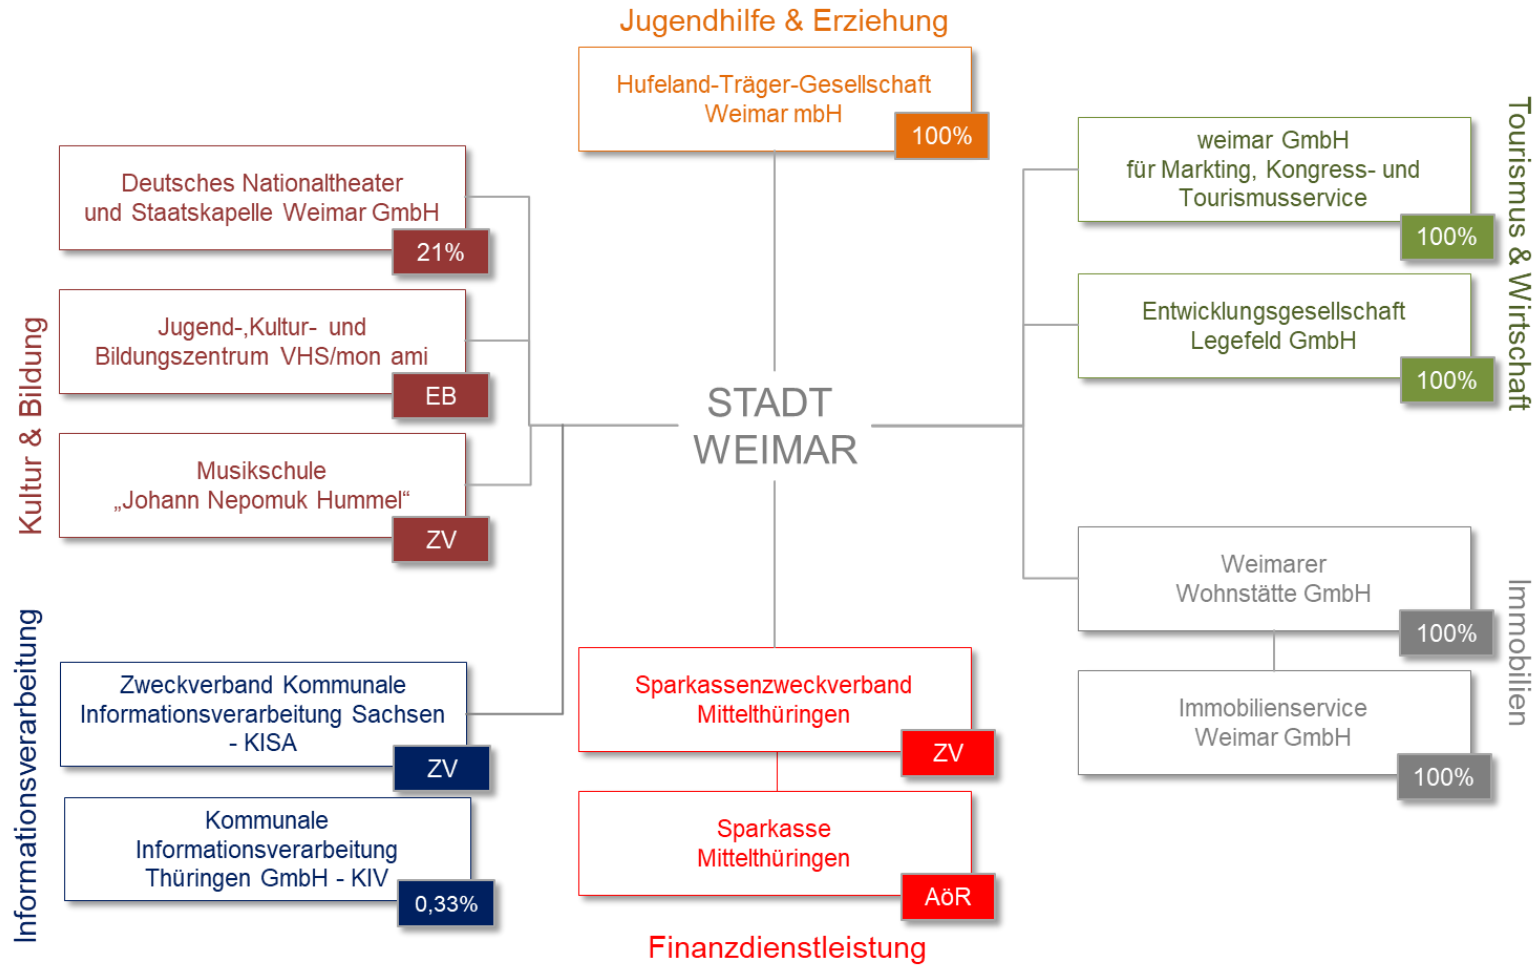 Jugendhilfe & Erziehung
Hufeland-Träger-Gesellschaft
Weimar mbH
100%
Kultur & Bildung
Deutsches Nationaltheater
und Staatskapelle Weimar GmbH
21%
Jugend-,Kultur- und
Bildungszentrum VHS/mon ami
EB
Musikschule
„Johann Nepomuk Hummel“
ZV
Informationsverarbeitung
Zweckverband Kommunale
Informationsverarbeitung Sachsen
- KISA
ZV
Kommunale
Informationsverarbeitung
Thüringen GmbH - KIV
0,33%
STADT
WEIMAR
Sparkassenzweckverband
Mittelthüringen
ZV
Sparkasse
Mittelthüringen
AöR
Finanzdienstleistung
Tourismus & Wirtschaft
weimar GmbH
für Markting, Kongress- und
Tourismusservice
100%
Entwicklungsgesellschaft
Legefeld GmbH
100%
Immobilien
Weimarer
Wohnstätte GmbH
100%
Immobilienservice
Weimar GmbH
100%